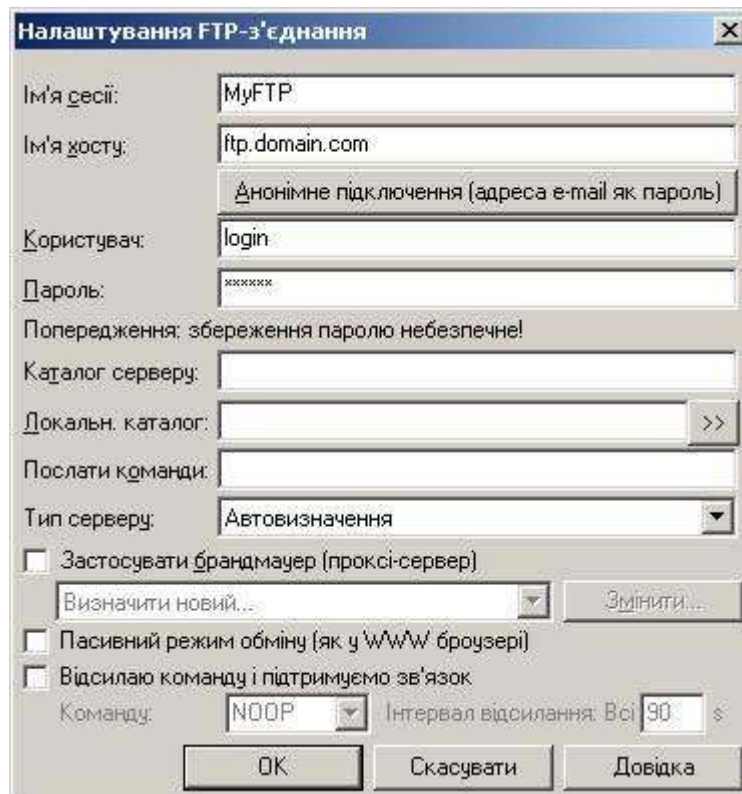 Налаштування FTP-з'єднання
Ім'я сесії: MyFTP
Ім'я хосту: ftp.domain.com
Анонімне підключення (адреса e-mail як пароль)
Користувач: login
Пароль: ******
Попередження: збереження паролю небезпечне!
Каталог серверу:
Локальн. каталог: >>
Послати команди:
Тип серверу: Автовизначення
Застосувати брандмауер (проксі-сервер)
Визначити новий... Змінити...
Пасивний режим обміну (як у WWW броузері)
Відсилаю команду і підтримуємо зв'язок
Команду: NOOP Інтервал відсилання: Всі 90 s
OK Скасувати Довідка